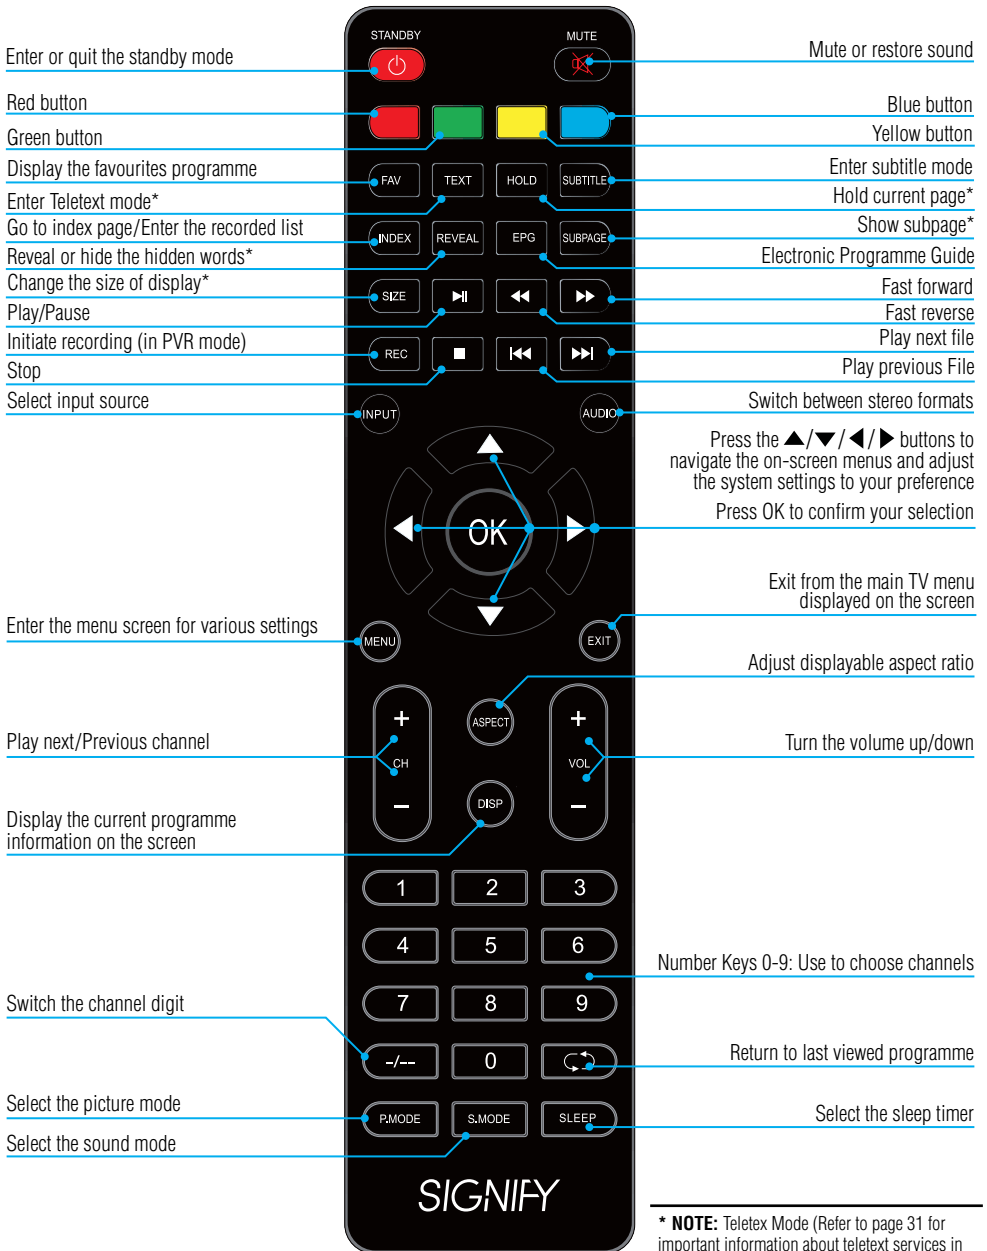 STANDBY
MUTE
Enter or quit the standby mode
Mute or restore sound
Red button
Blue button
Green button
Yellow button
Display the favourites programme
Enter subtitle mode
FAV
TEXT
HOLD
SUBTITLE
Enter Teletext mode*
Hold current page*
Go to index page/Enter the recorded list
Show subpage*
INDEX
REVEAL
EPG
SUBPAGE
Reveal or hide the hidden words*
Electronic Programme Guide
Change the size of display*
Fast forward
SIZE
Play/Pause
Fast reverse
Initiate recording (in PVR mode)
Play next file
REC
Stop
Play previous File
Select input source
Switch between stereo formats
INPUT
AUDIO
Press the ▲/▼/◀/▶ buttons to
navigate the on-screen menus and adjust
the system settings to your preference
Press OK to confirm your selection
OK
Exit from the main TV menu
displayed on the screen
Enter the menu screen for various settings
MENU
EXIT
Adjust displayable aspect ratio
+
ASPECT
+
Play next/Previous channel
Turn the volume up/down
CH
VOL
–
DISP
–
Display the current programme
information on the screen
1
2
3
4
5
6
Number Keys 0-9: Use to choose channels
Switch the channel digit
7
8
9
Return to last viewed programme
-/--
0
Select the picture mode
Select the sleep timer
P.MODE
S.MODE
SLEEP
Select the sound mode
SIGNIFY
* NOTE: Teletex Mode (Refer to page 31 for
important information about teletext services in